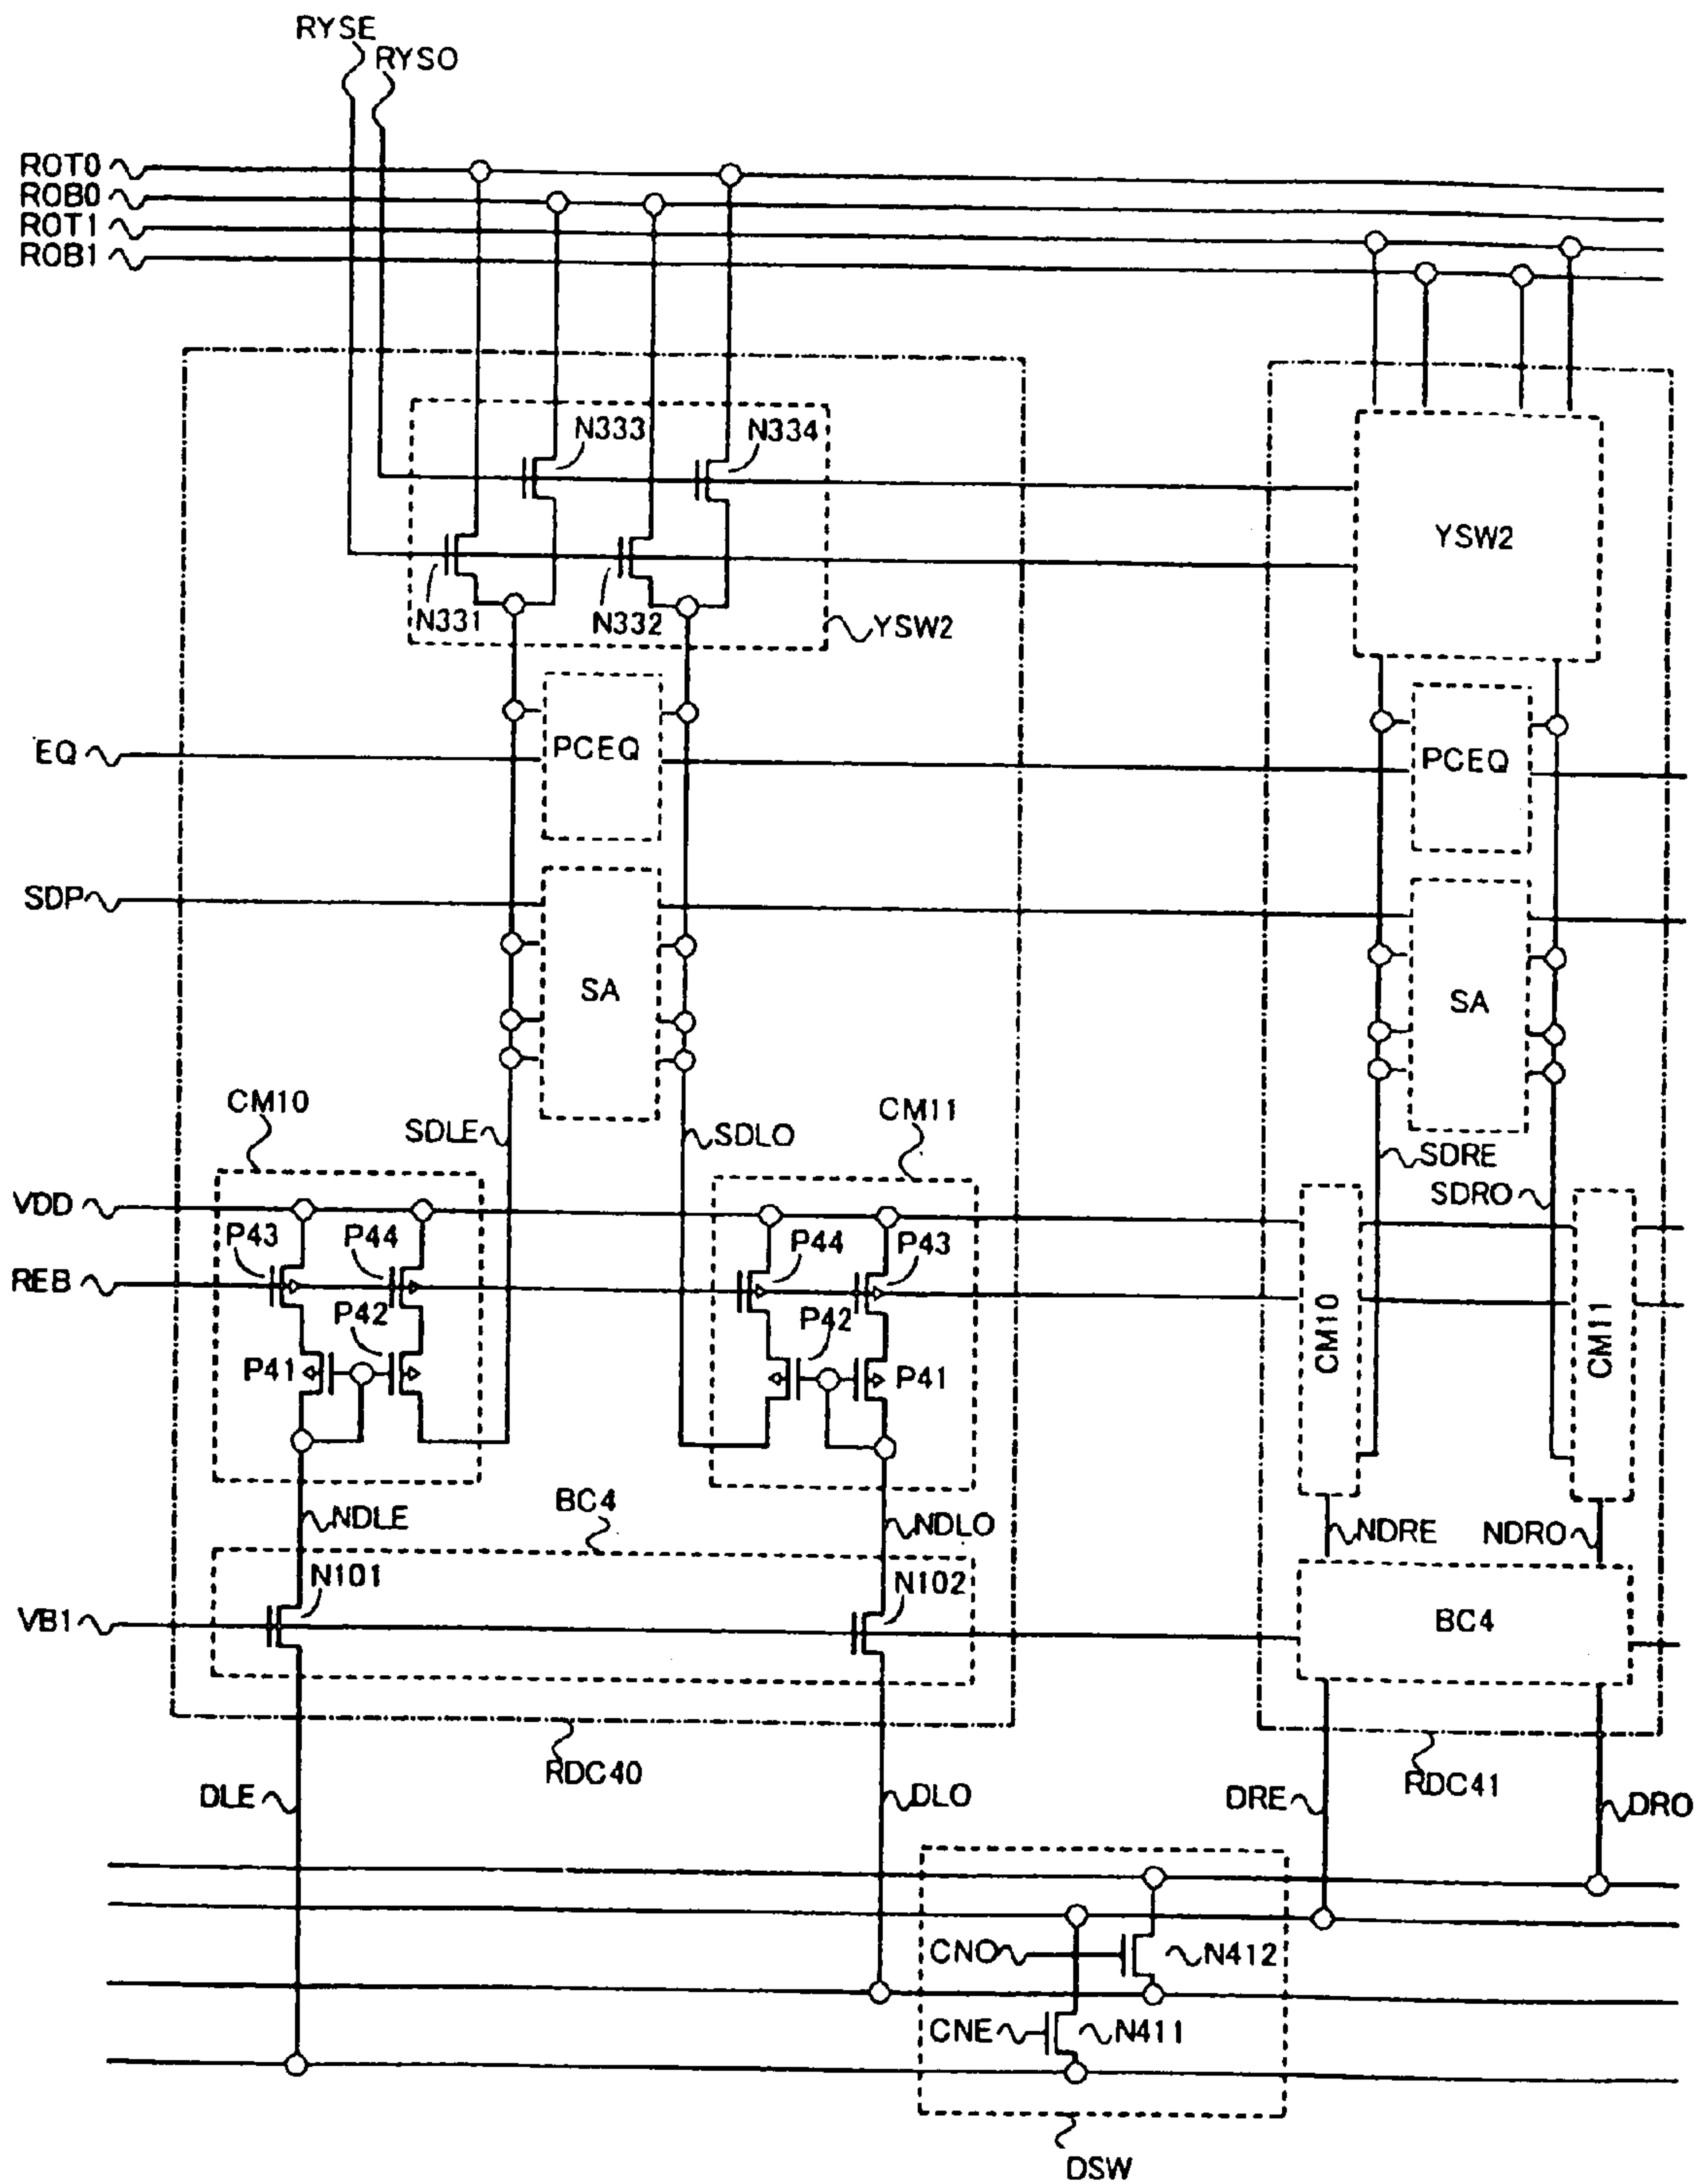 RYSE
RYSO
ROT0
ROB0
ROT1
ROB1
N333
N334
YSW2
N331
N332
YSW2
EQ
PCEQ
PCEQ
SDP
SA
SA
CM10
CM11
SDLE
SDLO
SDRE
VDD
SDRO
P43
P44
P44
P43
REB
P42
P42
CM10
CM11
P41
P41
BC4
NDLE
NDLO
NDRE
NDRO
N101
N102
VB1
BC4
RDC40
RDC41
DLE
DLO
DRE
DRO
CNO
N412
CNE
N411
DSW